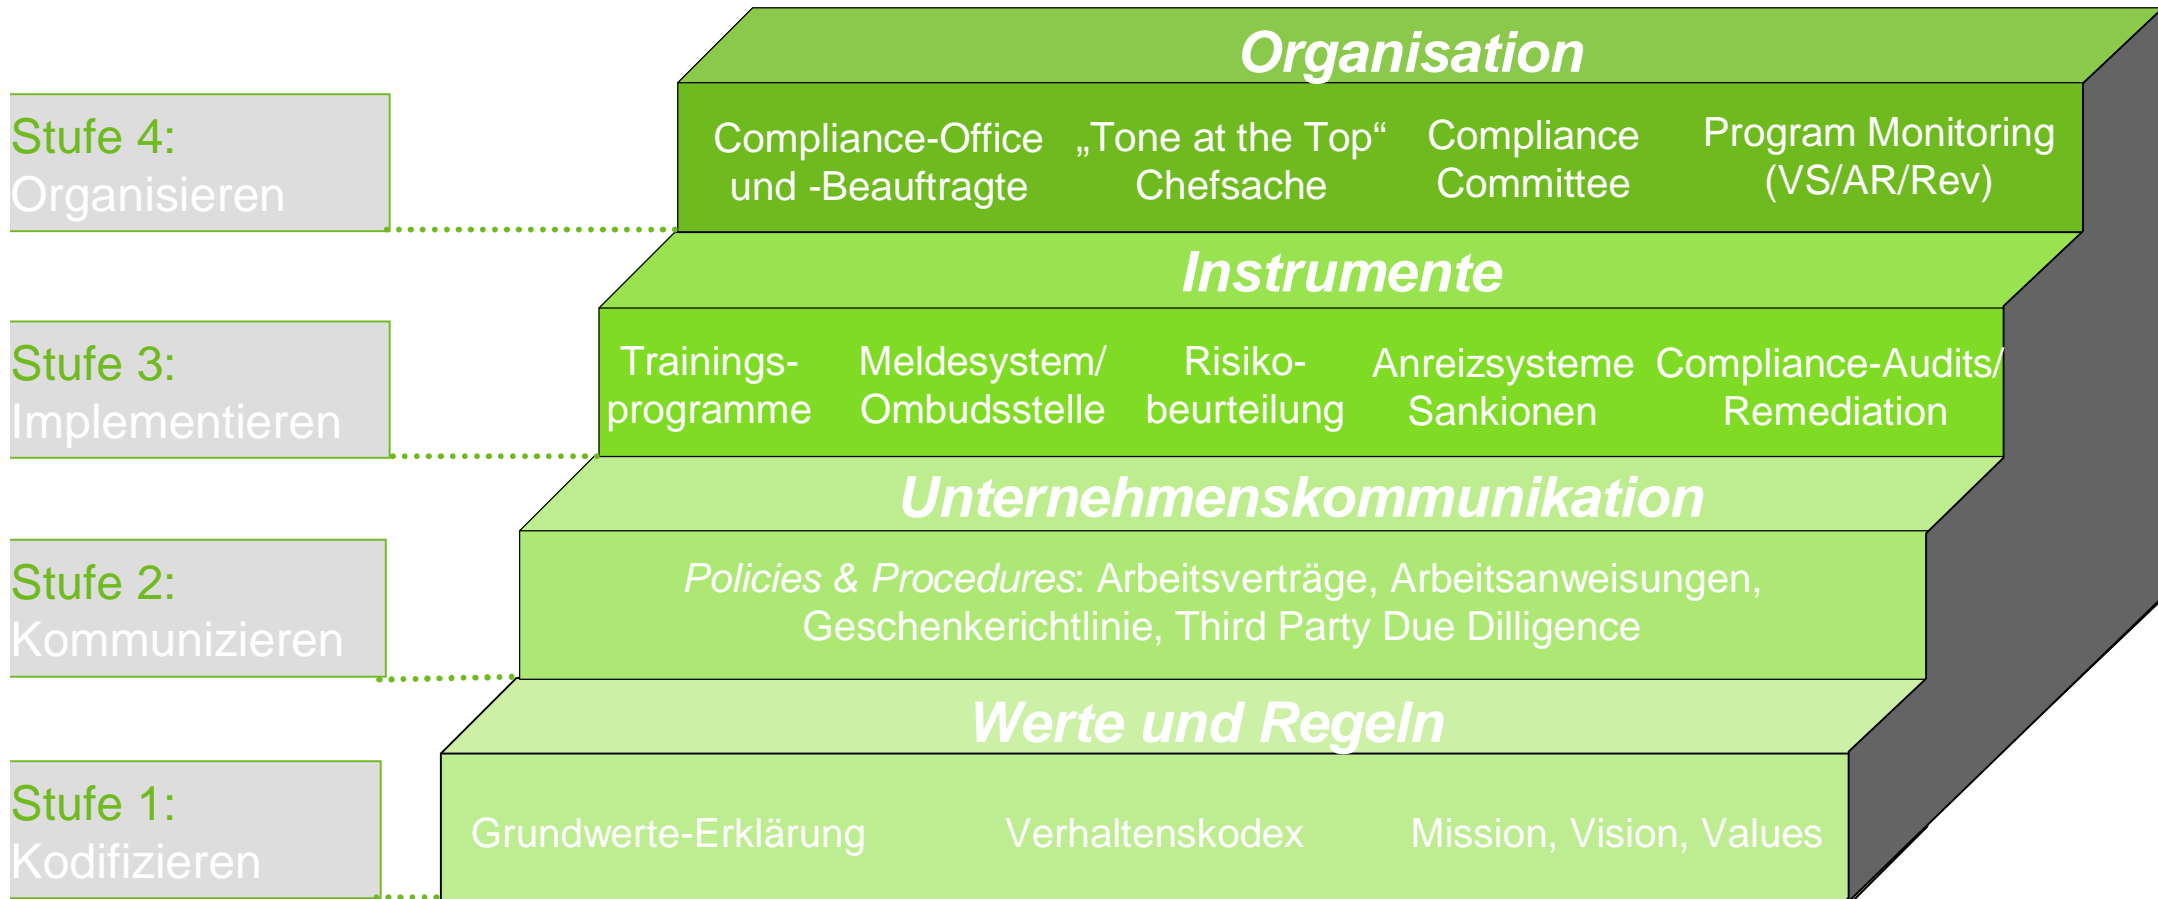 Organisation
Stufe 4:
Organisieren
Compliance-Office
und -Beauftragte
„Tone at the Top“
Chefsache
Compliance
Committee
Program Monitoring
(VS/AR/Rev)
Instrumente
Stufe 3:
Implementieren
Trainings-
programme
Meldesystem/
Ombudsstelle
Risiko-
beurteilung
Anreizsysteme
Sankionen
Compliance-Audits/
Remediation
Unternehmenskommunikation
Stufe 2:
Kommunizieren
Policies & Procedures: Arbeitsverträge, Arbeitsanweisungen,
Geschenkerichtlinie, Third Party Due Dilligence
Werte und Regeln
Stufe 1:
Kodifizieren
Grundwerte-Erklärung
Verhaltenskodex
Mission, Vision, Values